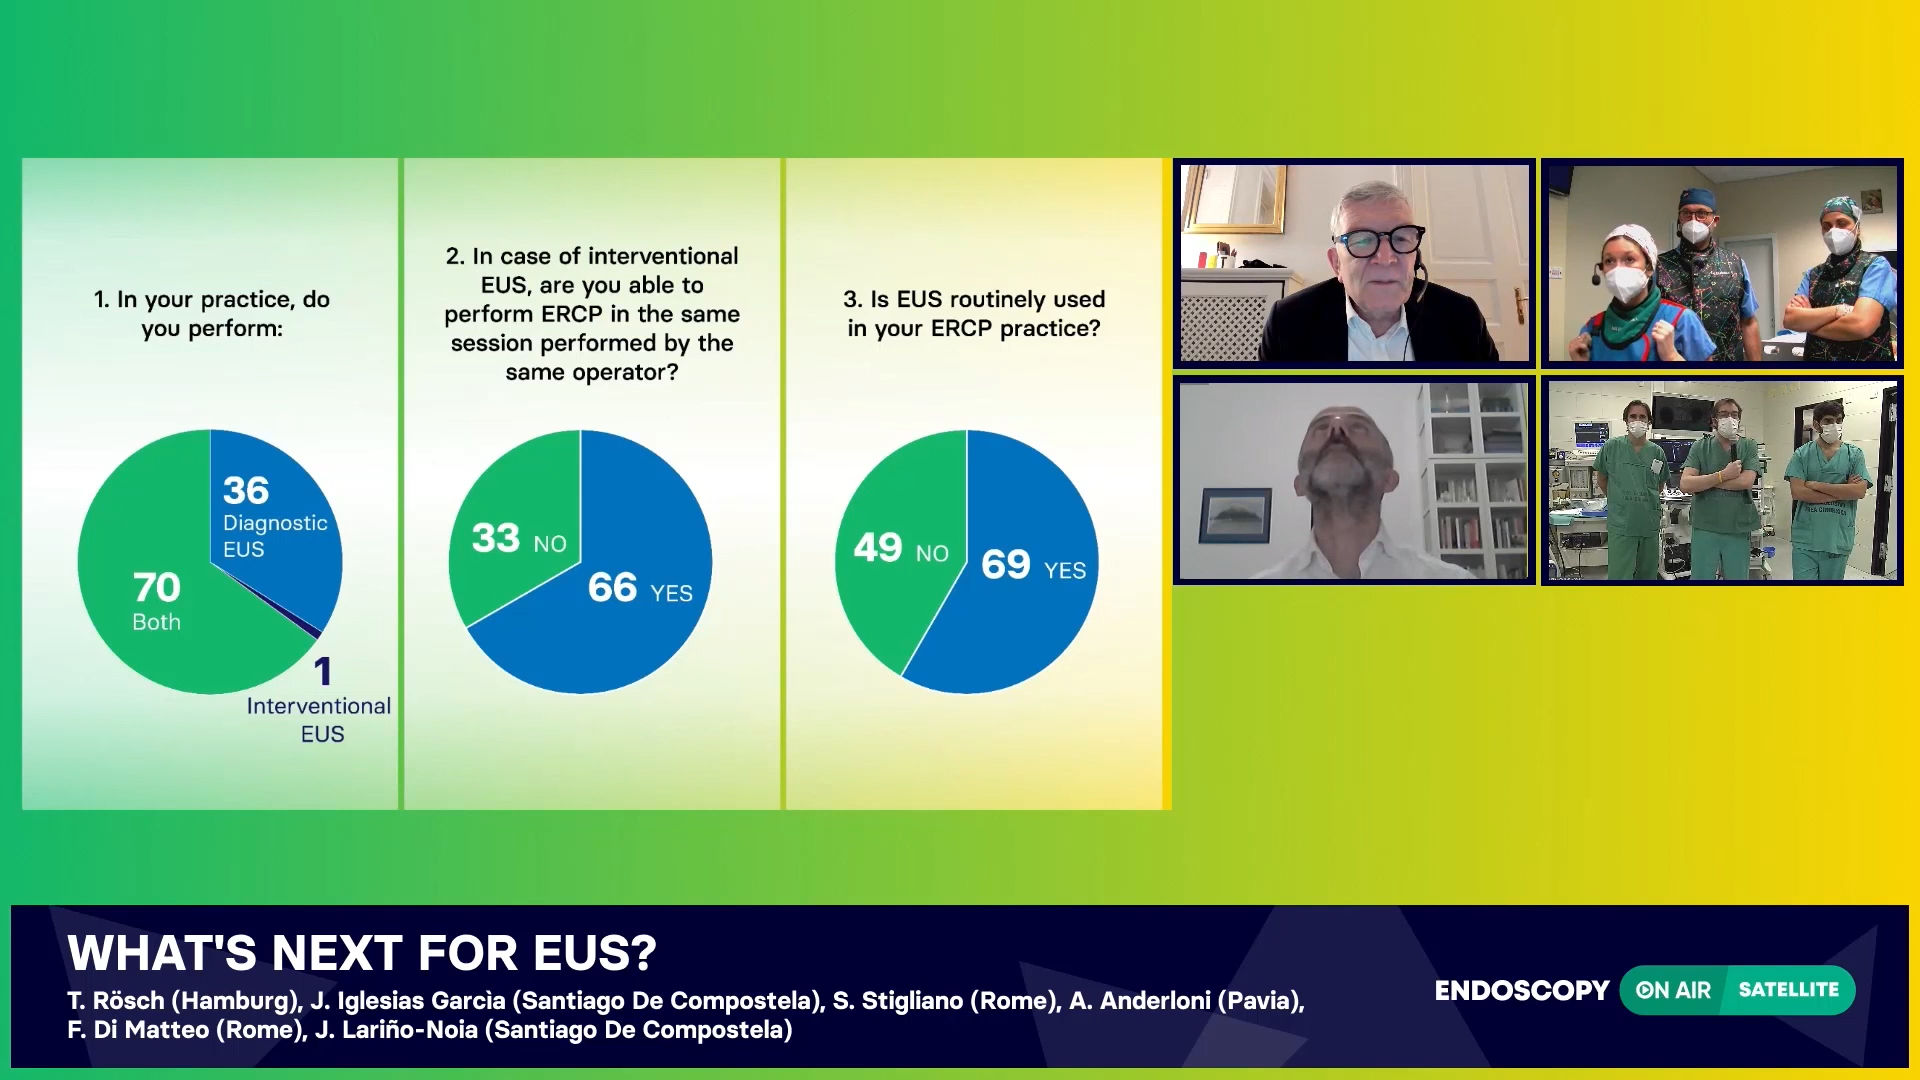 1. In your practice, do
you perform:
36
Diagnostic
EUS
70
Both
1
Interventional
EUS
2. In case of interventional
EUS, are you able to
perform ERCP in the same
session performed by the
same operator?
33 NO
66 YES
3. Is EUS routinely used
in your ERCP practice?
49 NO
69 YES
WHAT'S NEXT FOR EUS?
T. Rösch (Hamburg), J. Iglesias Garcìa (Santiago De Compostela), S. Stigliano (Rome), A. Anderloni (Pavia),
F. Di Matteo (Rome), J. Lariño-Noia (Santiago De Compostela)
ENDOSCOPY ON AIR SATELLITE